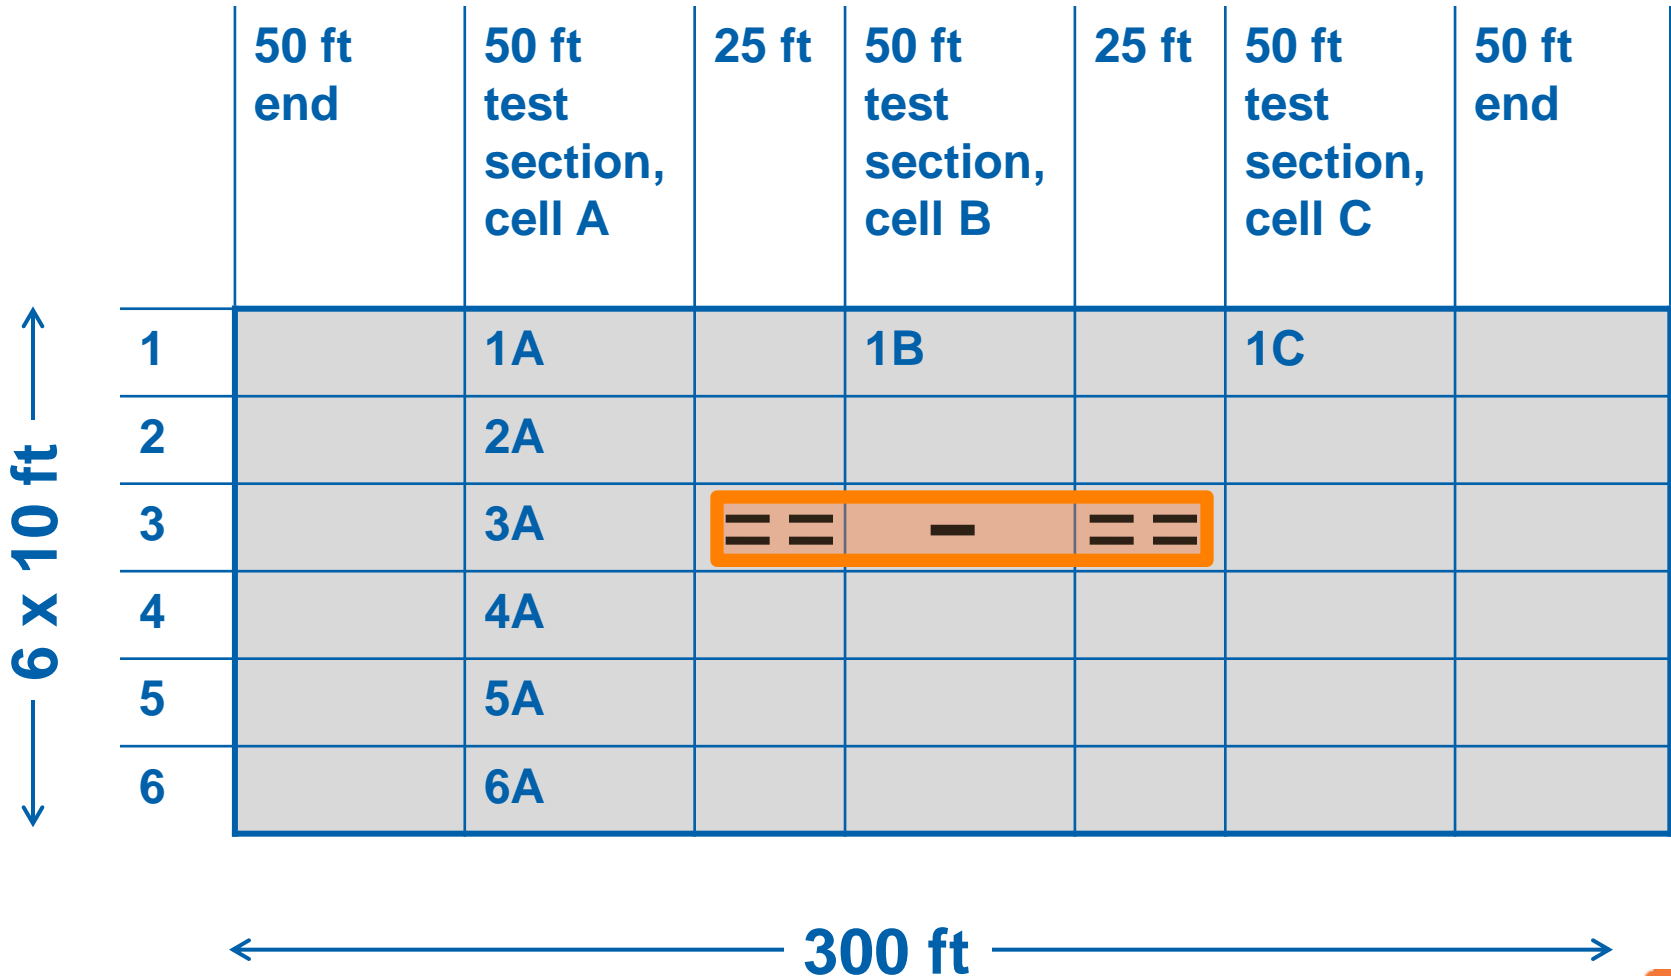 50 ft end
50 ft test section, cell A
25 ft
50 ft test section, cell B
25 ft
50 ft test section, cell C
50 ft end
1 1A 1B 1C
2 2A
3 3A
4 4A
5 5A
6 6A
6 x 10 ft
300 ft